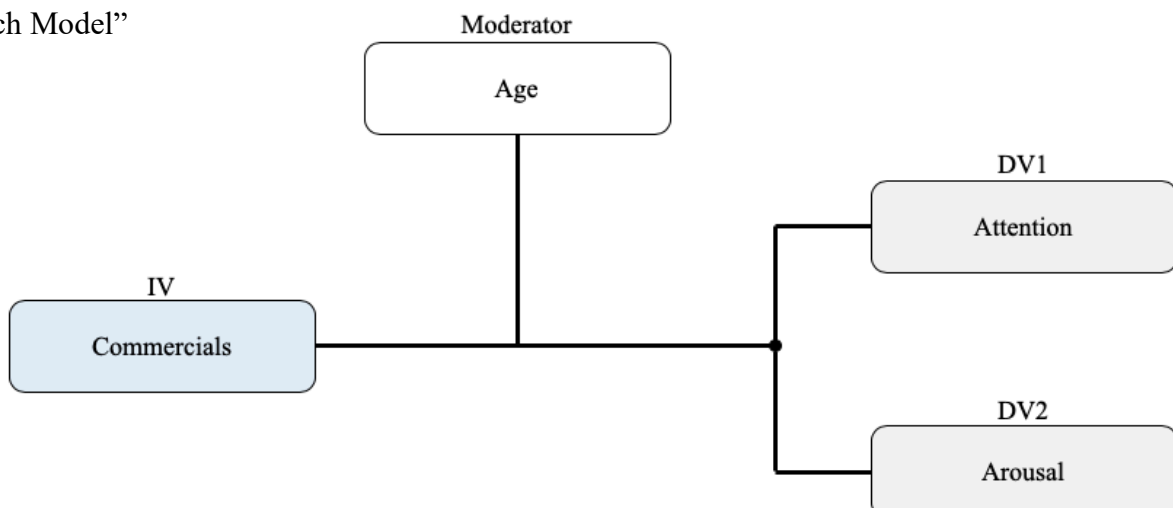 ch Model”
Moderator
Age
DV1
Attention
IV
Commercials
DV2
Arousal